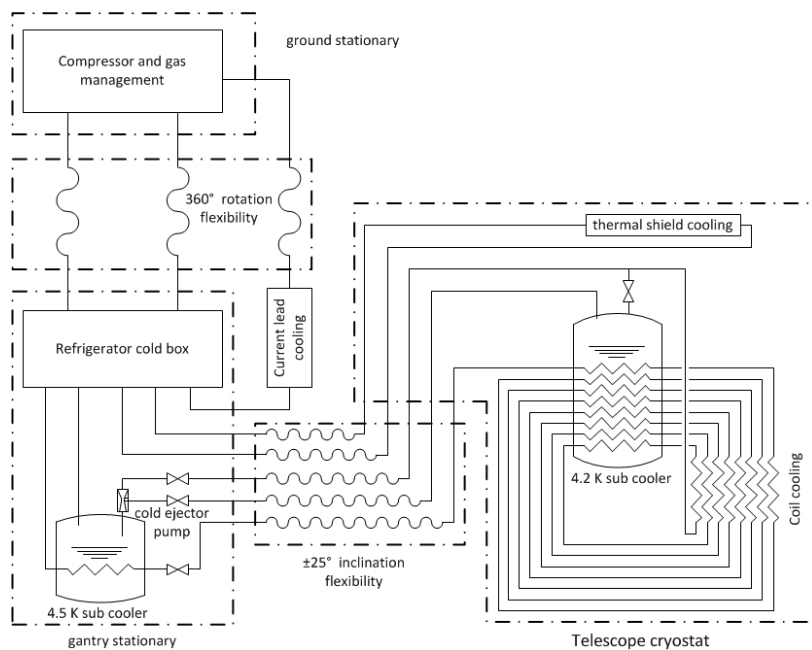 ground stationary
Compressor and gas
management
360° rotation
flexibility
thermal shield cooling
Current lead
cooling
Refrigerator cold box
4.2 K sub cooler
Coil cooling
cold ejector
pump
±25° inclination
flexibility
4.5 K sub cooler
gantry stationary
Telescope cryostat